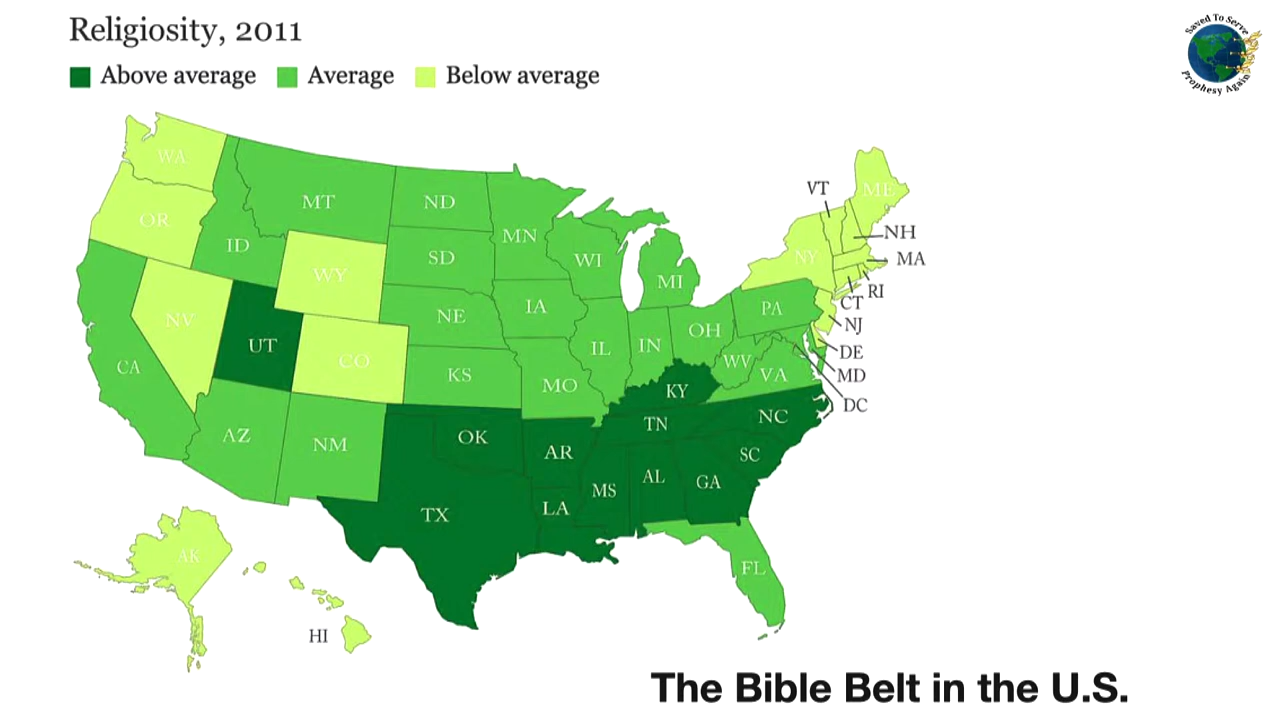 Religiosity, 2011
Above average Average Below average
Saved To Serve
Prophesy Again
WA
OR
CA
NV
ID
MT
WY
UT
CO
AZ
NM
ND
SD
NE
KS
OK
TX
MN
IA
MO
AR
LA
WI
IL
MI
IN
OH
KY
TN
MS
AL
GA
FL
SC
NC
VA
WV
PA
NY
VT
ME
NH
MA
RI
CT
NJ
DE
MD
DC
AK
HI
The Bible Belt in the U.S.